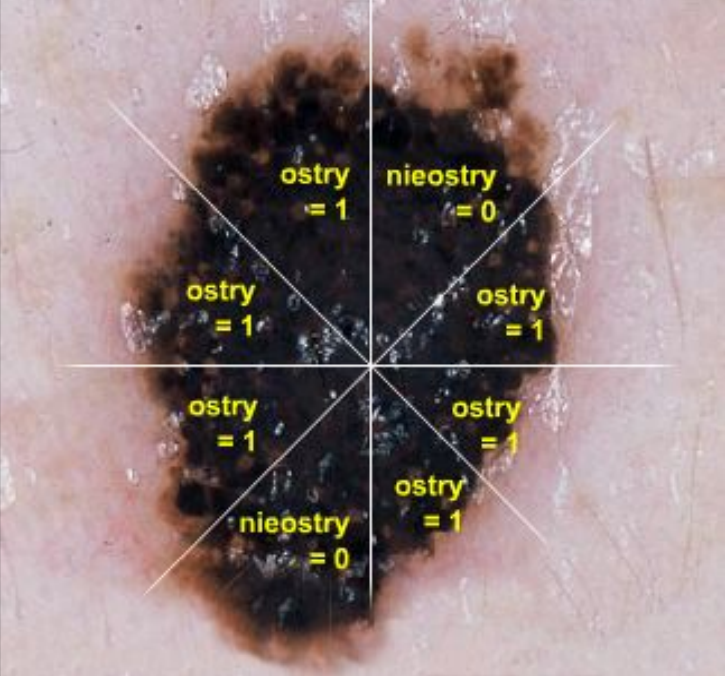 ostry
= 1
nieostry
= 0
ostry
= 1
ostry
= 1
ostry
= 1
ostry
= 1
nieostry
= 0
ostry
= 1